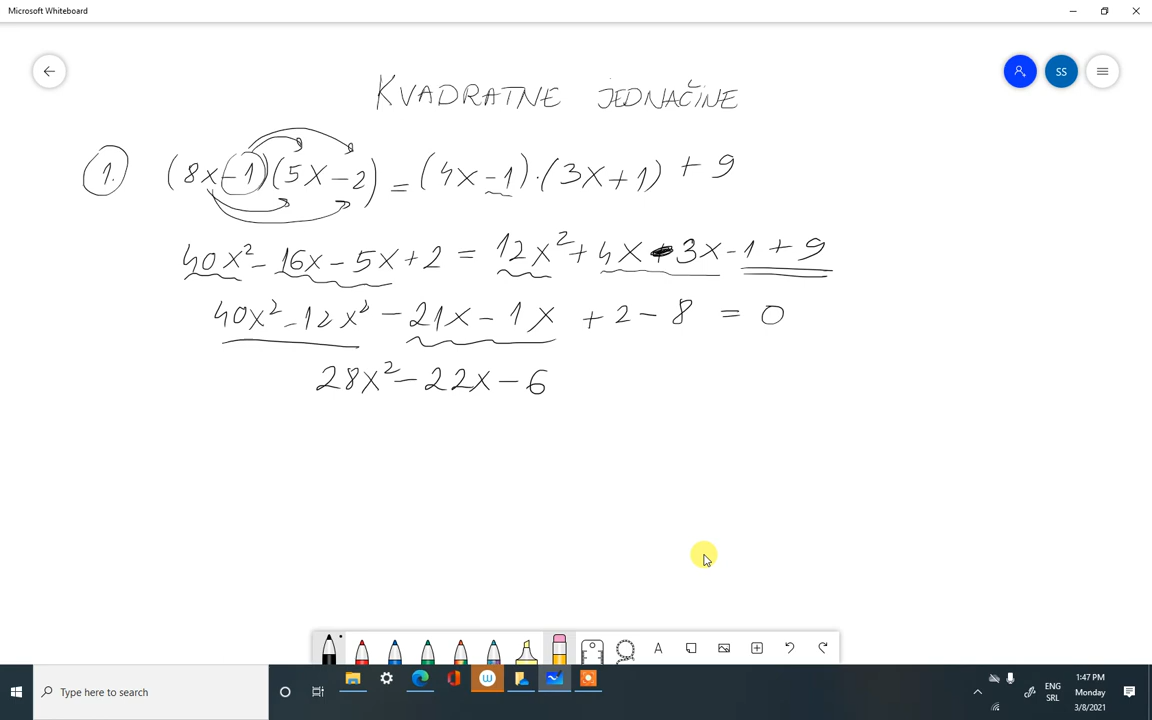 Microsoft Whiteboard
SS
KVADRATNE JEDNAČINE
1. (8x-1)(5x-2) = (4x-1)·(3x+1) + 9
40x² - 16x - 5x + 2 = 12x² + 4x - 3x - 1 + 9
40x² - 12x² - 21x - 1x + 2 - 8 = 0
28x² - 22x - 6
A
Type here to search
W
ENG
SRL
1:47 PM
Monday
3/8/2021